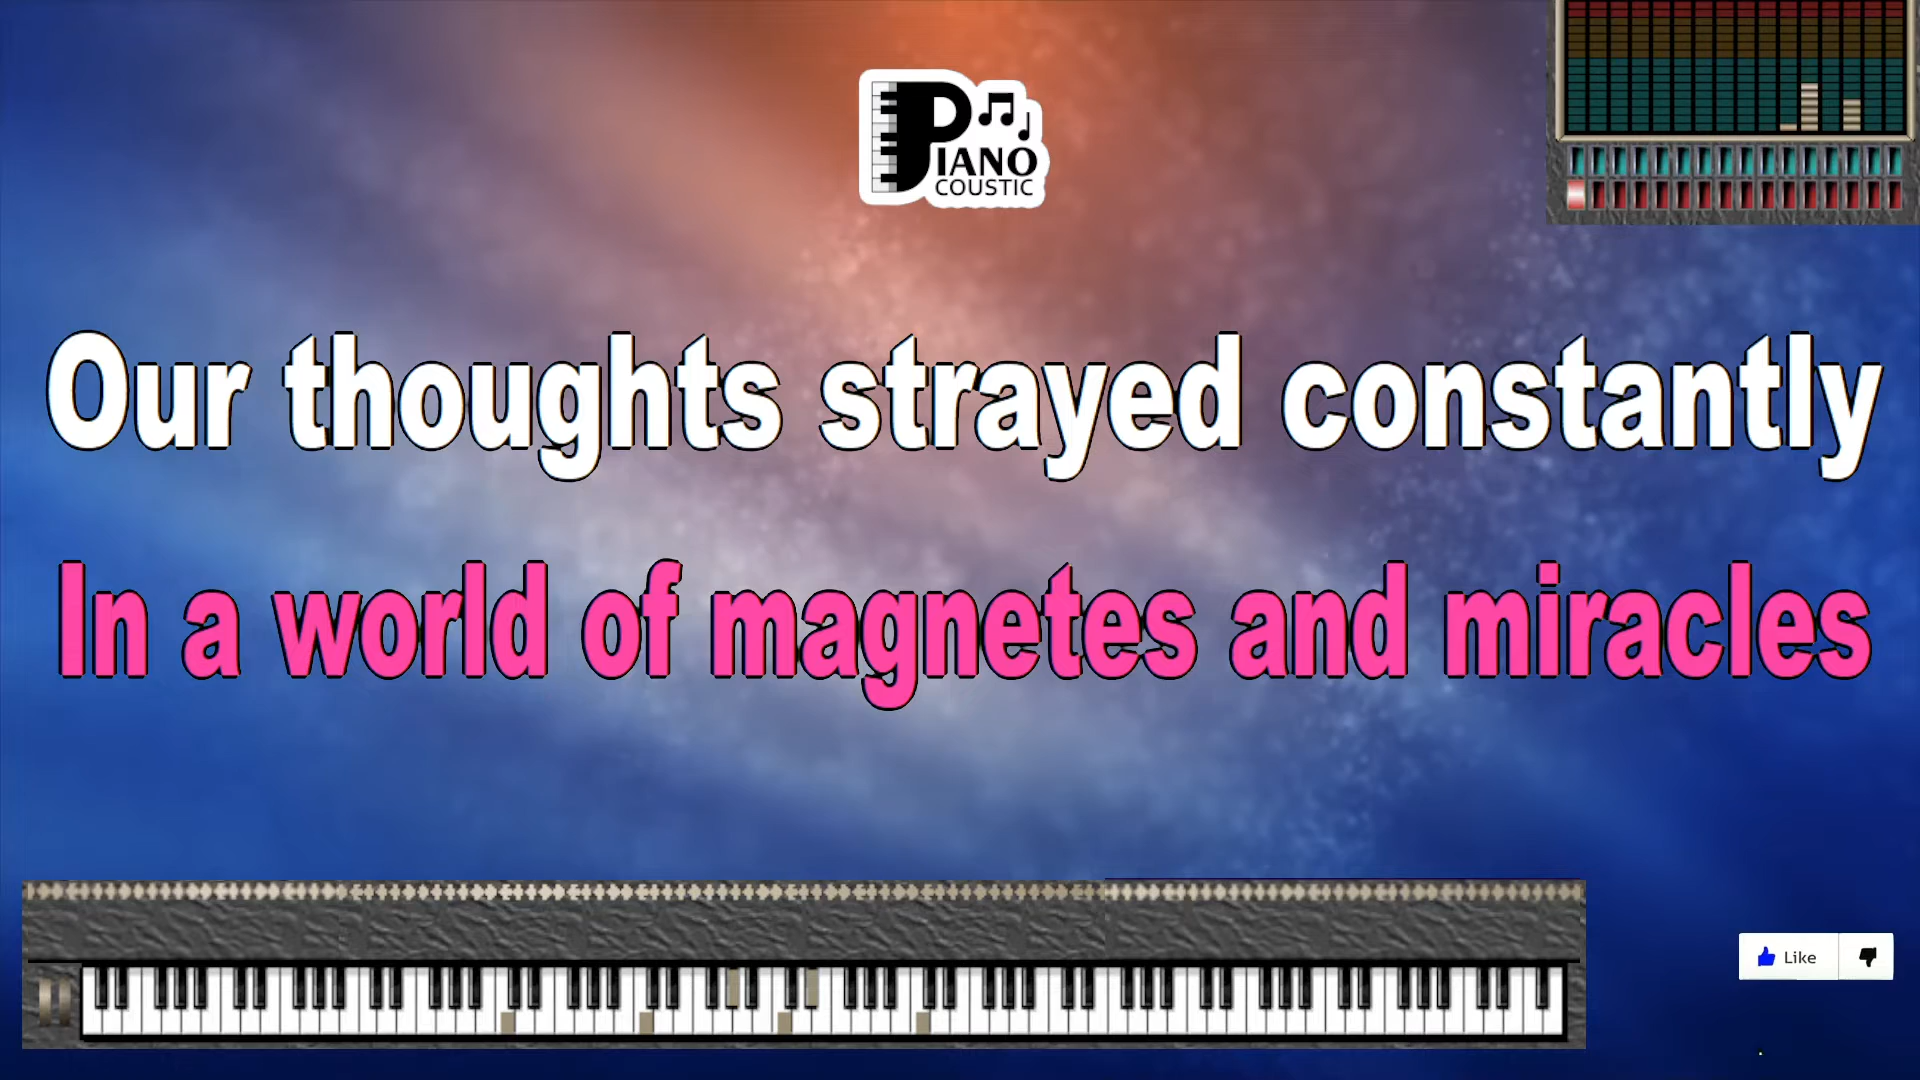 PIANO
COUSTIC
Our thoughts strayed constantly
In a world of magnetes and miracles
Like